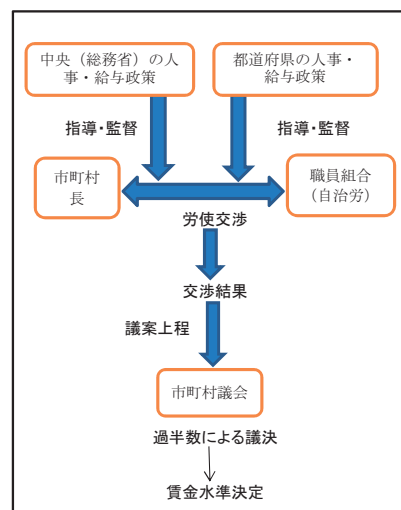 中央（総務省）の人
事・給与政策
都道府県の人事・
給与政策
指導・監督
指導・監督
市町村
長
職員組合
（自治労）
労使交渉
交渉結果
議案上程
市町村議会
過半数による議決
賃金水準決定